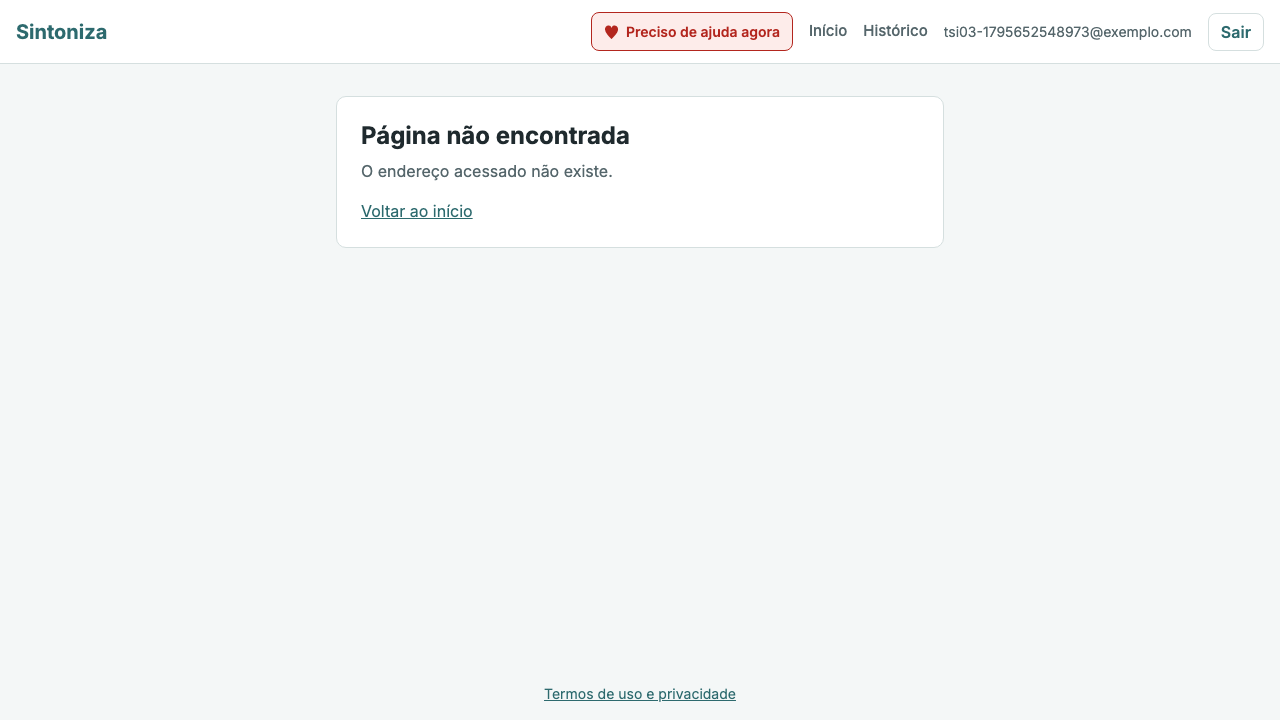 Sintoniza
Preciso de ajuda agora
Início
Histórico
tsi03-1795652548973@exemplo.com
Sair
Página não encontrada
O endereço acessado não existe.
Voltar ao início
Termos de uso e privacidade